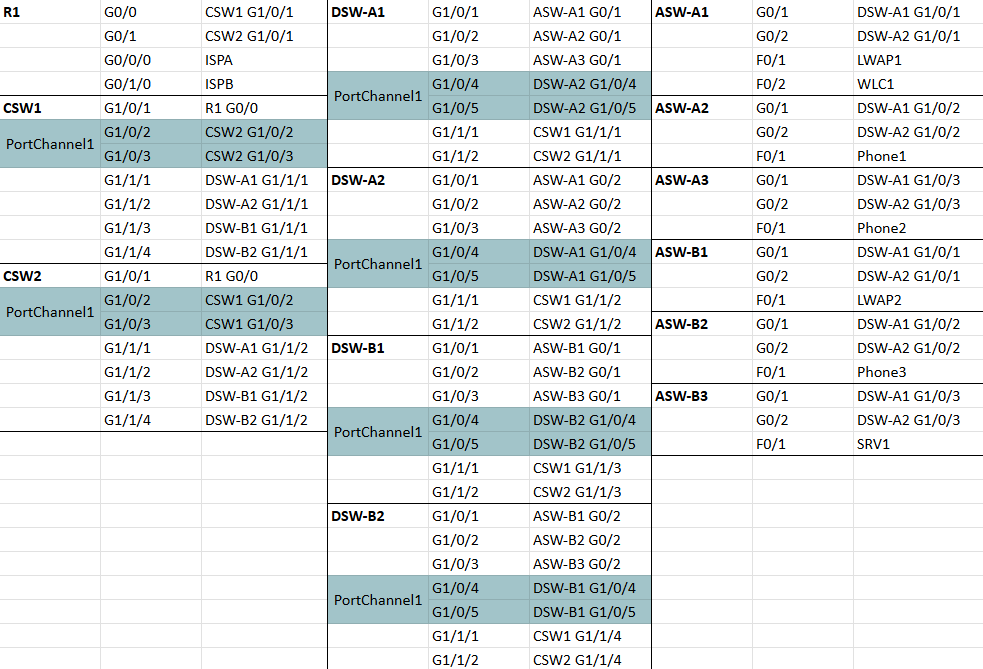 R1 G0/0 CSW1 G1/0/1
G0/1 CSW2 G1/0/1
G0/0/0 ISPA
G0/1/0 ISPB
CSW1 G1/0/1 R1 G0/0
PortChannel1
G1/0/2 CSW2 G1/0/2
G1/0/3 CSW2 G1/0/3
G1/1/1 DSW-A1 G1/1/1
G1/1/2 DSW-A2 G1/1/1
G1/1/3 DSW-B1 G1/1/1
G1/1/4 DSW-B2 G1/1/1
CSW2 G1/0/1 R1 G0/0
PortChannel1
G1/0/2 CSW1 G1/0/2
G1/0/3 CSW1 G1/0/3
G1/1/1 DSW-A1 G1/1/2
G1/1/2 DSW-A2 G1/1/2
G1/1/3 DSW-B1 G1/1/2
G1/1/4 DSW-B2 G1/1/2
DSW-A1 G1/0/1 ASW-A1 G0/1
G1/0/2 ASW-A2 G0/1
G1/0/3 ASW-A3 G0/1
PortChannel1
G1/0/4 DSW-A2 G1/0/4
G1/0/5 DSW-A2 G1/0/5
G1/1/1 CSW1 G1/1/1
G1/1/2 CSW2 G1/1/1
DSW-A2 G1/0/1 ASW-A1 G0/2
G1/0/2 ASW-A2 G0/2
G1/0/3 ASW-A3 G0/2
PortChannel1
G1/0/4 DSW-A1 G1/0/4
G1/0/5 DSW-A1 G1/0/5
G1/1/1 CSW1 G1/1/2
G1/1/2 CSW2 G1/1/2
DSW-B1 G1/0/1 ASW-B1 G0/1
G1/0/2 ASW-B2 G0/1
G1/0/3 ASW-B3 G0/1
PortChannel1
G1/0/4 DSW-B2 G1/0/4
G1/0/5 DSW-B2 G1/0/5
G1/1/1 CSW1 G1/1/3
G1/1/2 CSW2 G1/1/3
DSW-B2 G1/0/1 ASW-B1 G0/2
G1/0/2 ASW-B2 G0/2
G1/0/3 ASW-B3 G0/2
PortChannel1
G1/0/4 DSW-B1 G1/0/4
G1/0/5 DSW-B1 G1/0/5
G1/1/1 CSW1 G1/1/4
G1/1/2 CSW2 G1/1/4
ASW-A1 G0/1 DSW-A1 G1/0/1
G0/2 DSW-A2 G1/0/1
F0/1 LWAP1
F0/2 WLC1
ASW-A2 G0/1 DSW-A1 G1/0/2
G0/2 DSW-A2 G1/0/2
F0/1 Phone1
ASW-A3 G0/1 DSW-A1 G1/0/3
G0/2 DSW-A2 G1/0/3
F0/1 Phone2
ASW-B1 G0/1 DSW-A1 G1/0/1
G0/2 DSW-A2 G1/0/1
F0/1 LWAP2
ASW-B2 G0/1 DSW-A1 G1/0/2
G0/2 DSW-A2 G1/0/2
F0/1 Phone3
ASW-B3 G0/1 DSW-A1 G1/0/3
G0/2 DSW-A2 G1/0/3
F0/1 SRV1